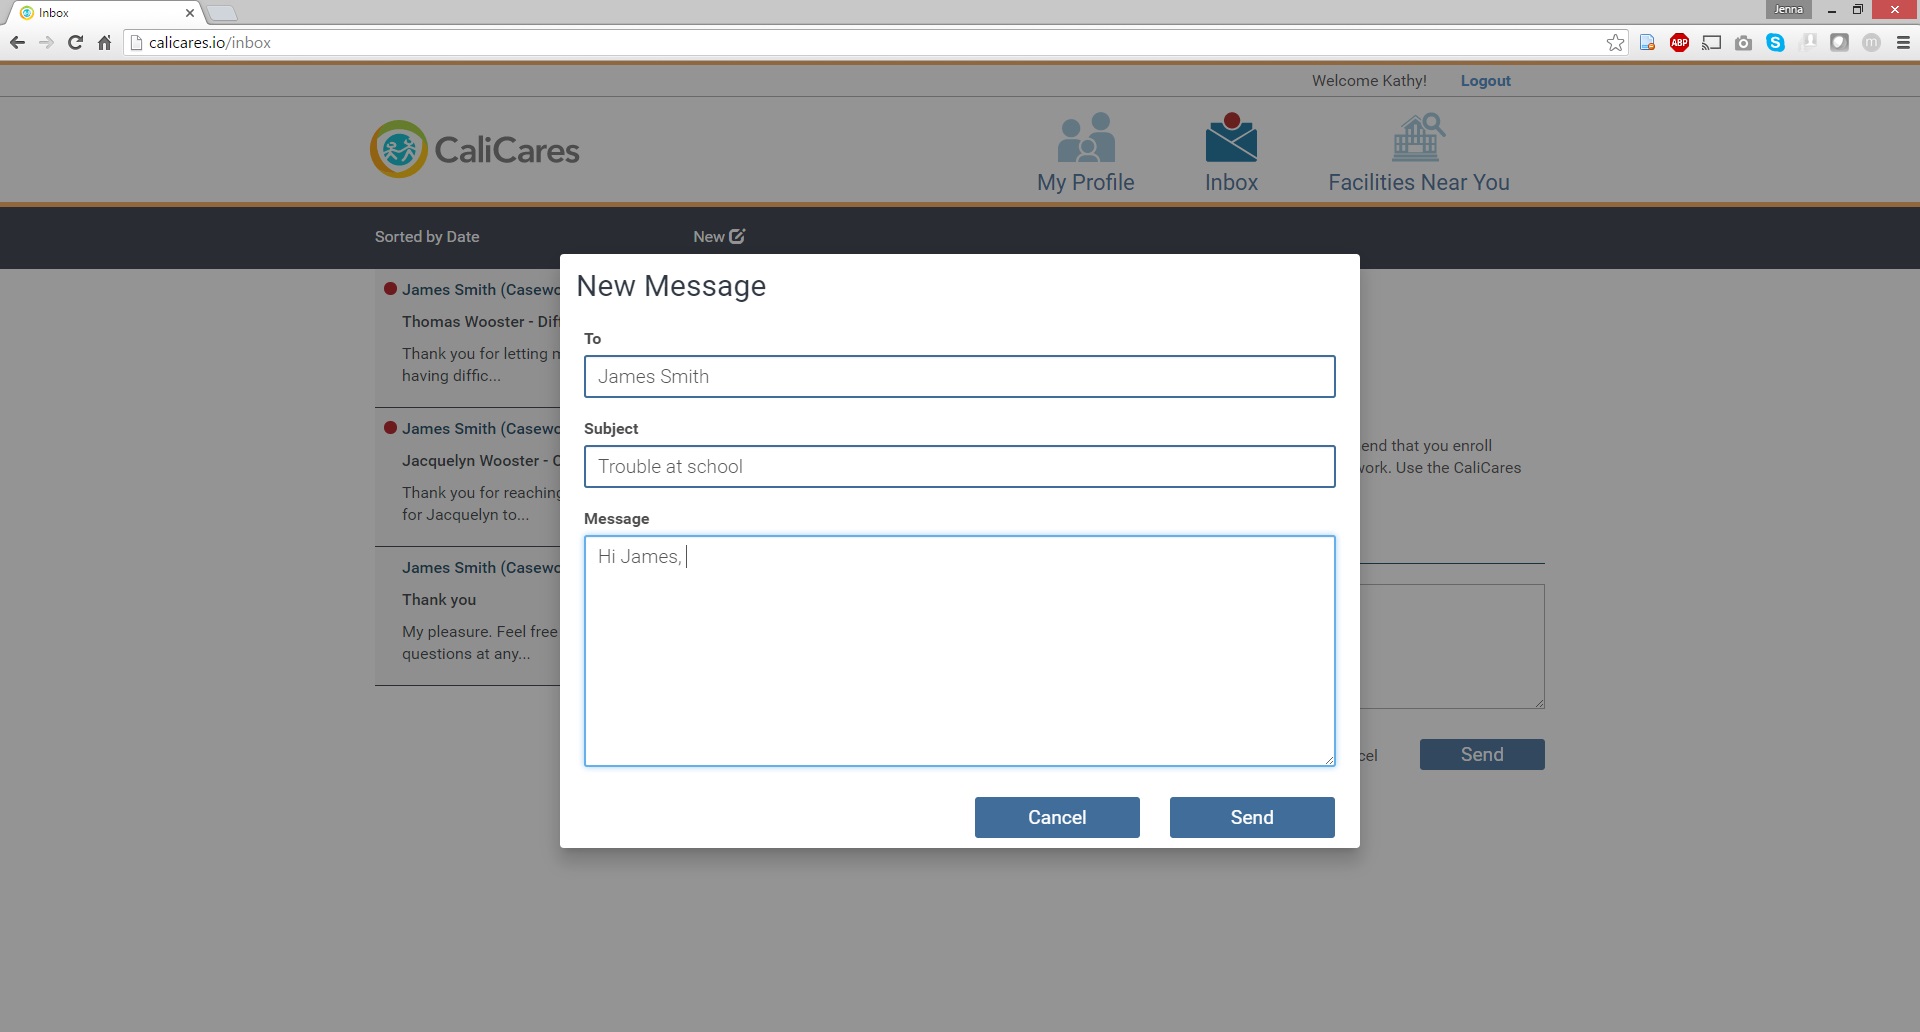 Inbox
Jenna
calicares.io/inbox
ABP
S
m
Welcome Kathy!
Logout
CaliCares
My Profile
Inbox
Facilities Near You
Sorted by Date
New
James Smith (Casewo
Thomas Wooster - Dif
Thank you for letting m
having diffic...
James Smith (Casewo
Jacquelyn Wooster - C
Thank you for reaching
for Jacquelyn to...
James Smith (Casewo
Thank you
My pleasure. Feel free
questions at any...
New Message
To
James Smith
Subject
Trouble at school
Message
Hi James,
Cancel
Send
end that you enroll
work. Use the CaliCares
cel
Send